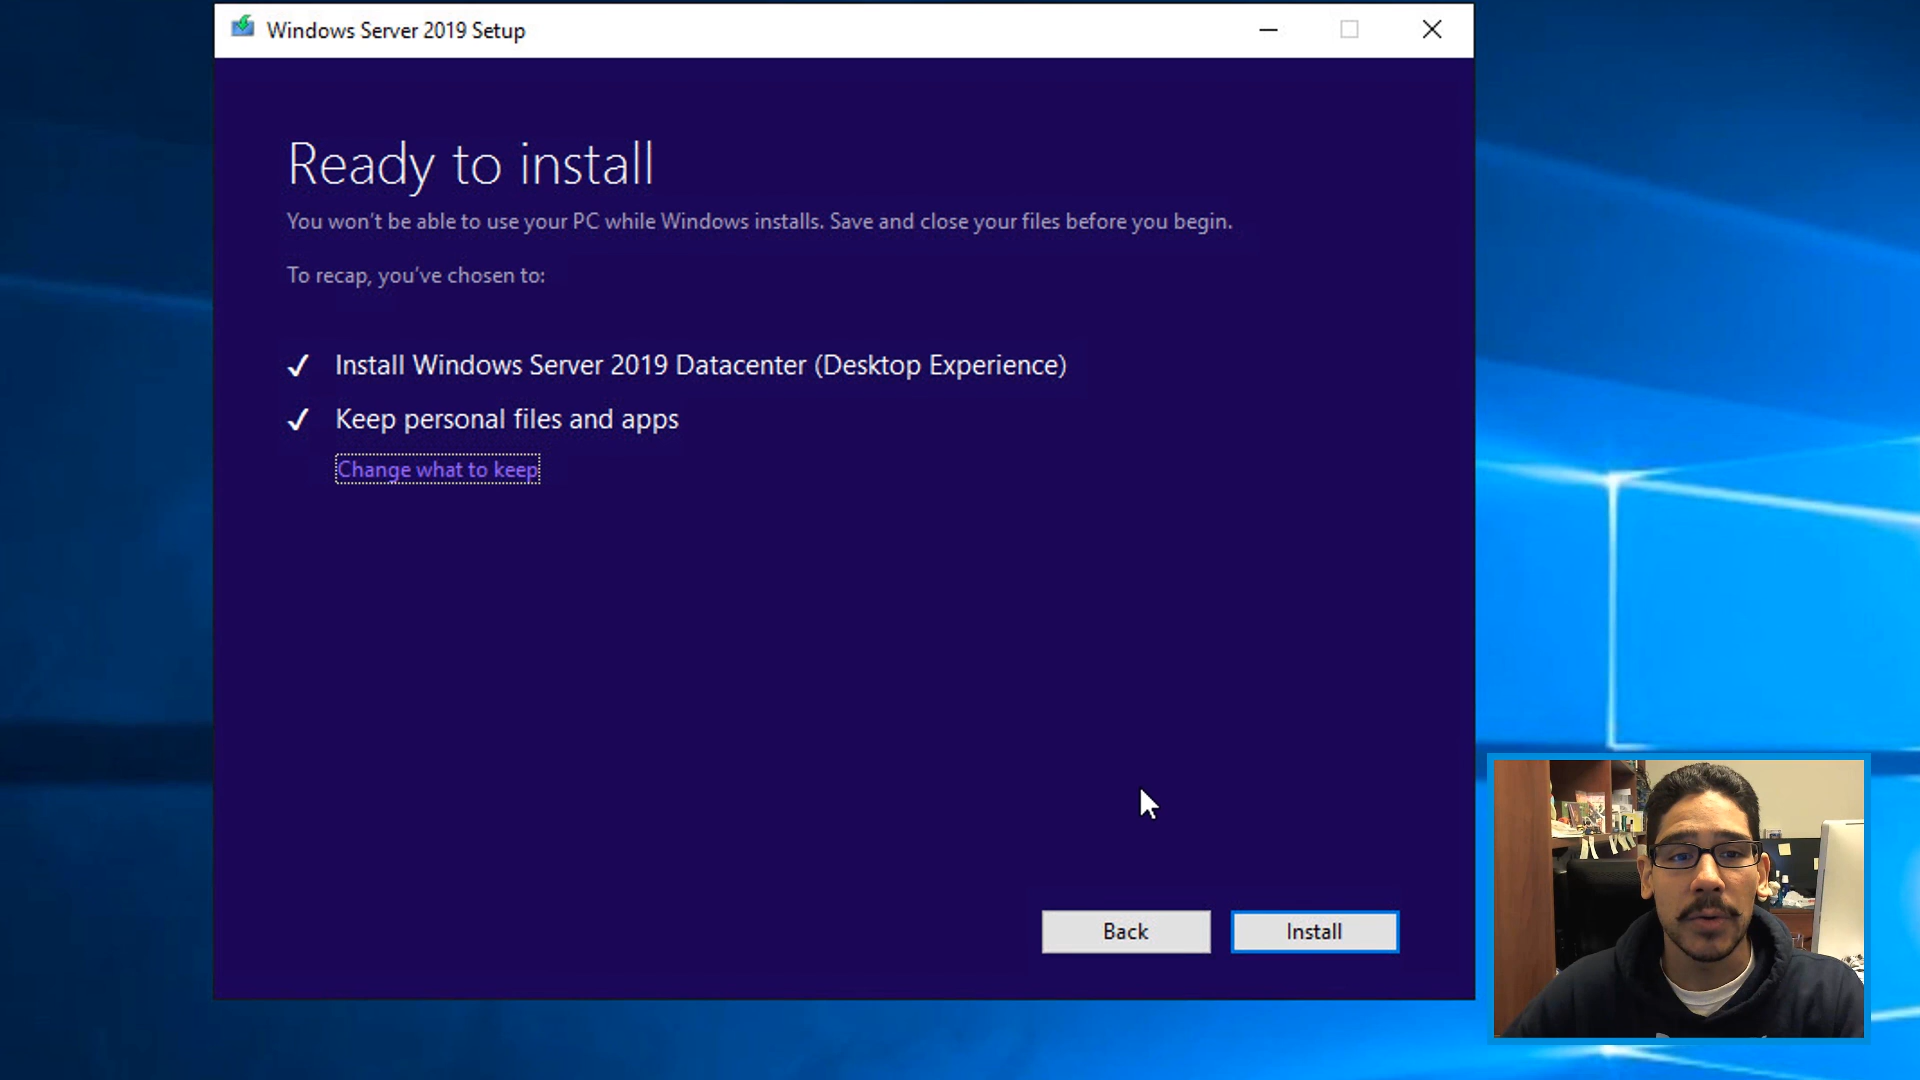 Windows Server 2019 Setup
Ready to install
You won't be able to use your PC while Windows installs. Save and close your files before you begin.
To recap, you've chosen to:
✓ Install Windows Server 2019 Datacenter (Desktop Experience)
✓ Keep personal files and apps
Change what to keep
Back
Install